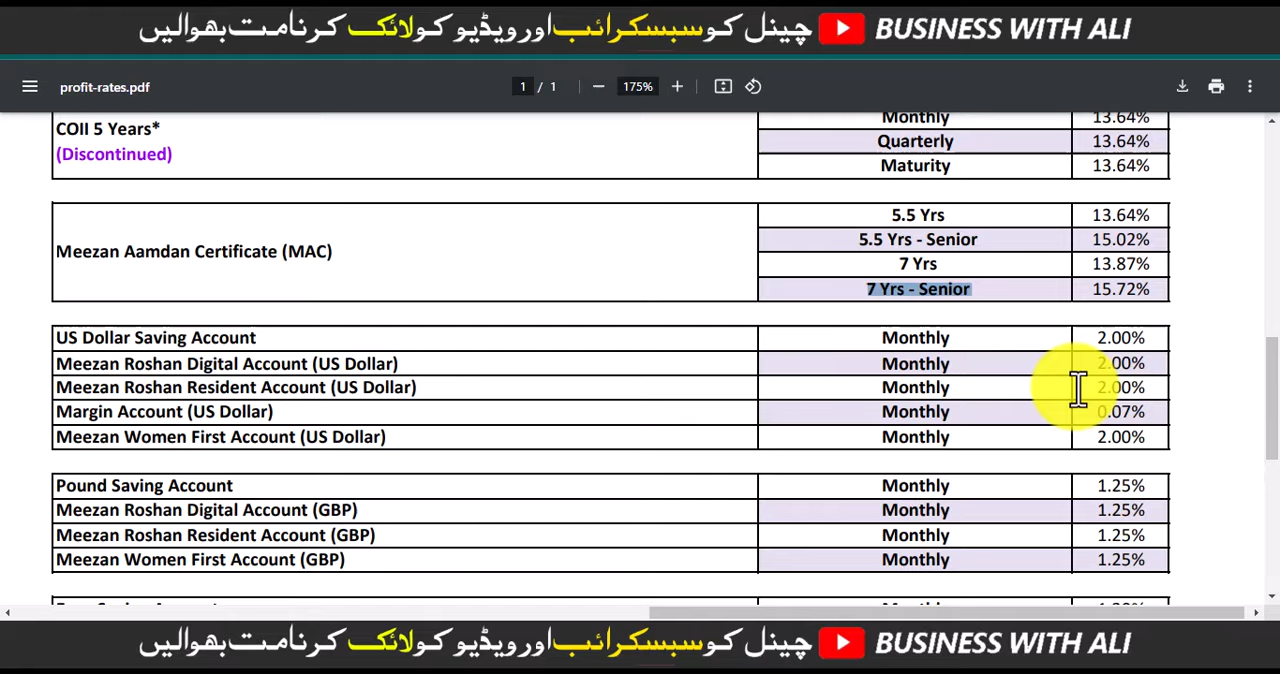 چینل کو سبسکرائب اور ویڈیو کو لائک کرنا مت بھوالیں BUSINESS WITH ALI
profit-rates.pdf 1 / 1 175%
Monthly 13.64%
COII 5 Years*
(Discontinued)
Quarterly 13.64%
Maturity 13.64%
5.5 Yrs 13.64%
5.5 Yrs - Senior 15.02%
Meezan Aamdan Certificate (MAC)
7 Yrs 13.87%
7 Yrs - Senior 15.72%
US Dollar Saving Account Monthly 2.00%
Meezan Roshan Digital Account (US Dollar) Monthly 2.00%
Meezan Roshan Resident Account (US Dollar) Monthly 2.00%
Margin Account (US Dollar) Monthly 0.07%
Meezan Women First Account (US Dollar) Monthly 2.00%
Pound Saving Account Monthly 1.25%
Meezan Roshan Digital Account (GBP) Monthly 1.25%
Meezan Roshan Resident Account (GBP) Monthly 1.25%
Meezan Women First Account (GBP) Monthly 1.25%
چینل کو سبسکرائب اور ویڈیو کو لائک کرنا مت بھوالیں BUSINESS WITH ALI